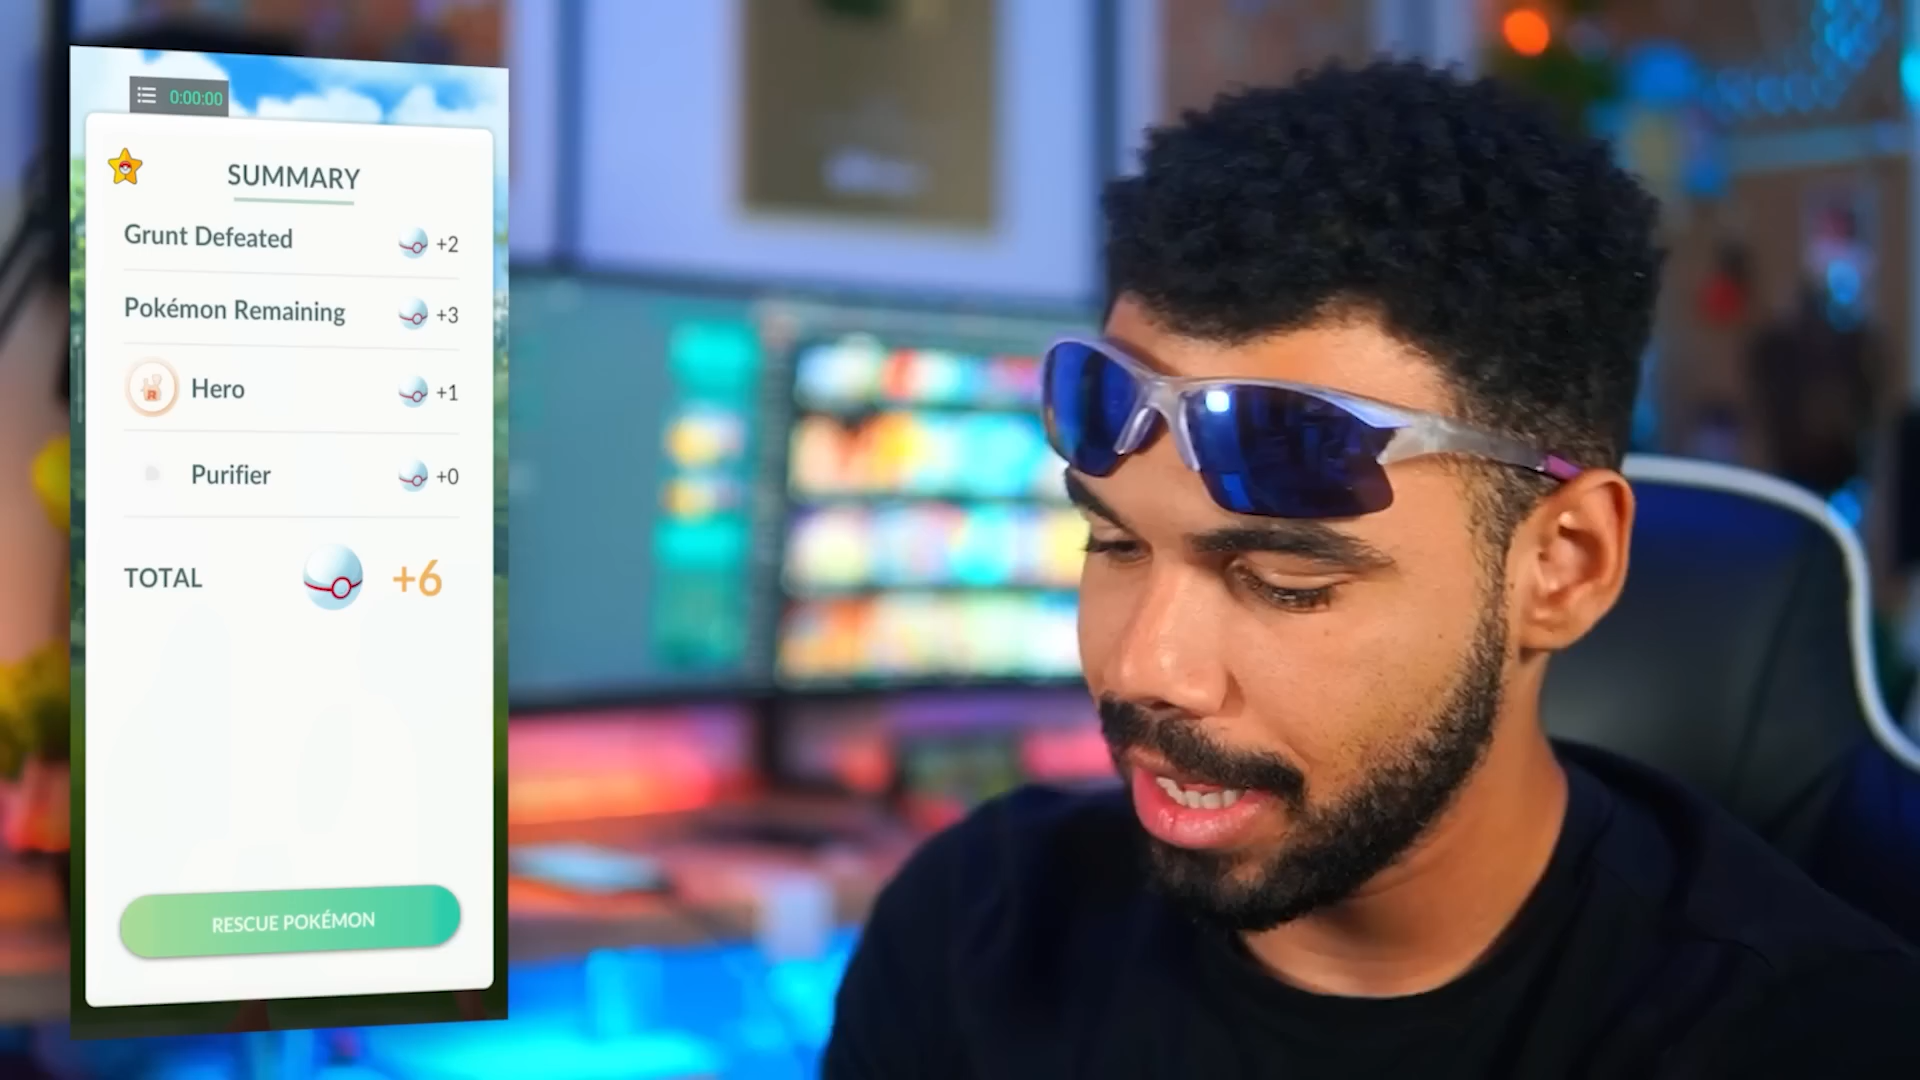 0:00:00
SUMMARY
Grunt Defeated +2
Pokémon Remaining +3
R
Hero +1
Purifier +0
TOTAL +6
RESCUE POKÉMON